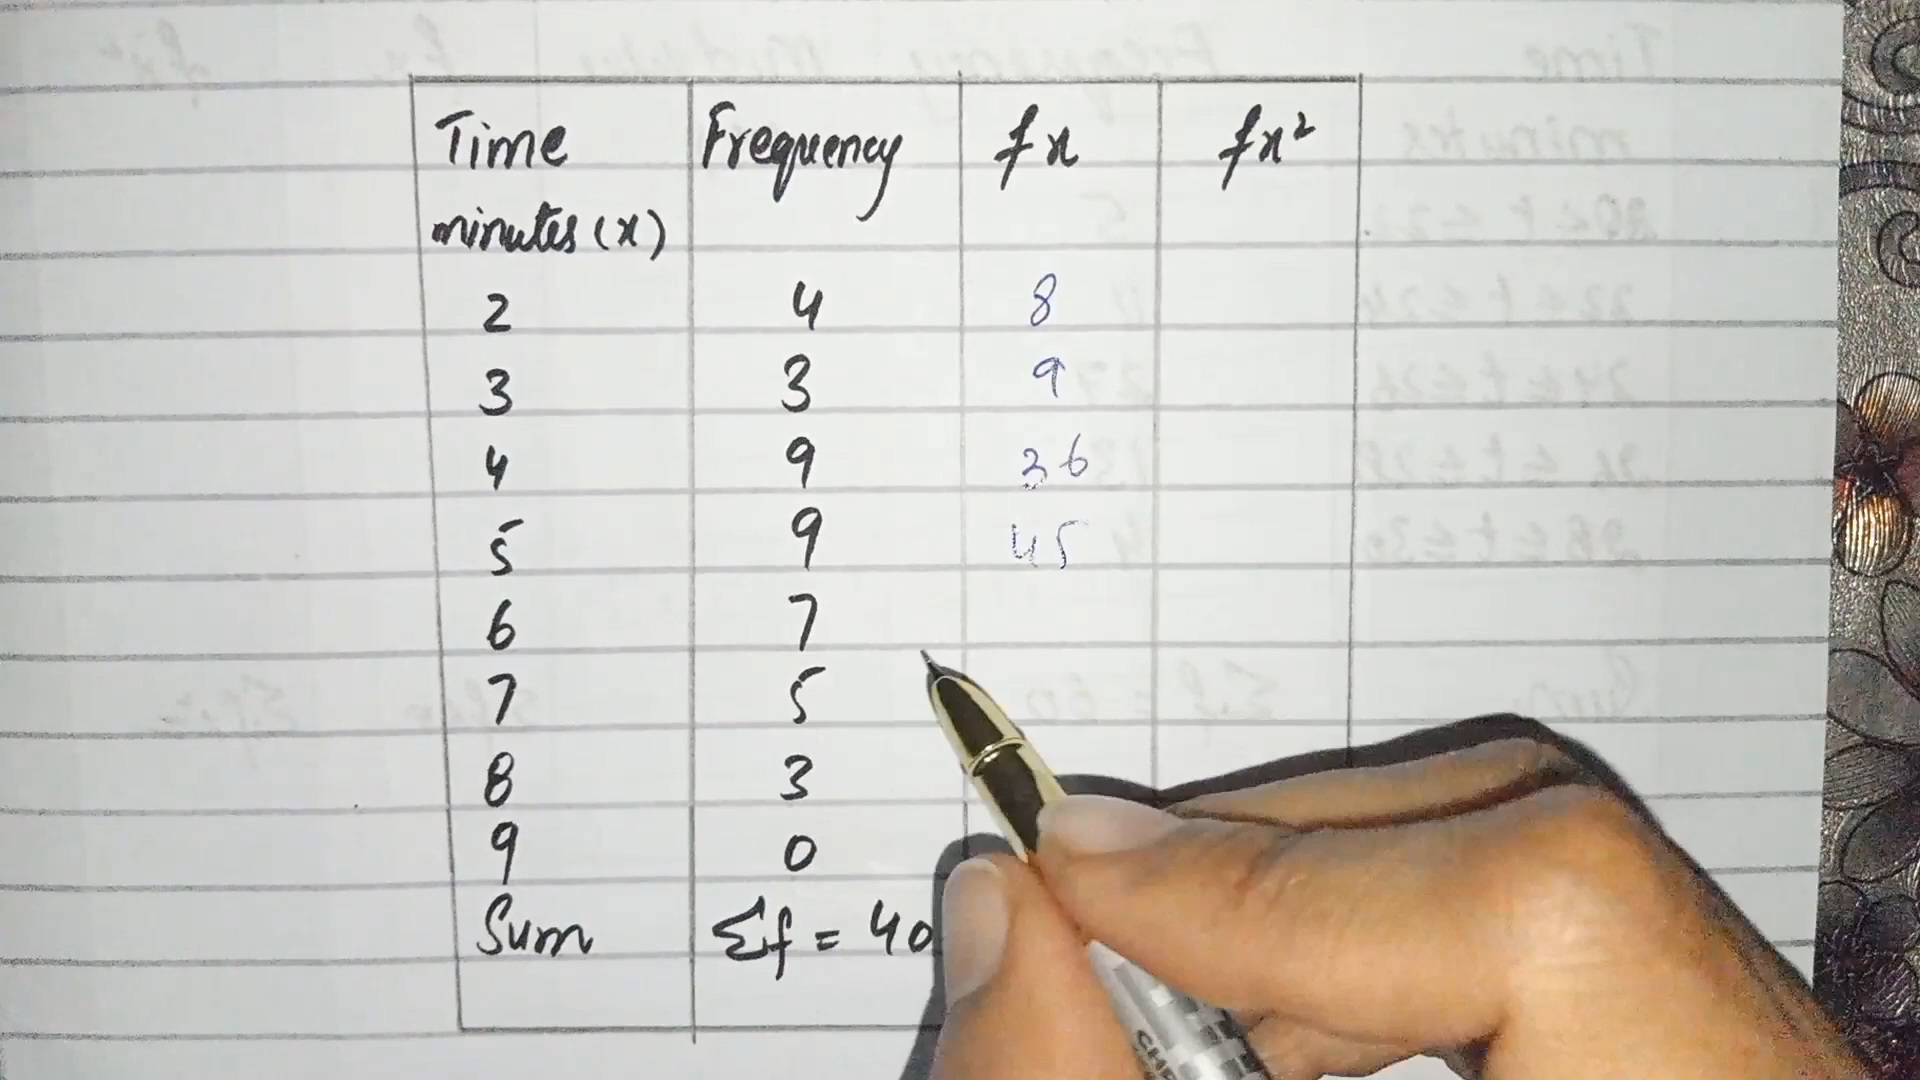 Time minutes (x) Frequency fx fx²
2 4 8
3 3 9
4 9 36
5 9 45
6 7
7 5
8 3
9 0
Sum Σf = 40